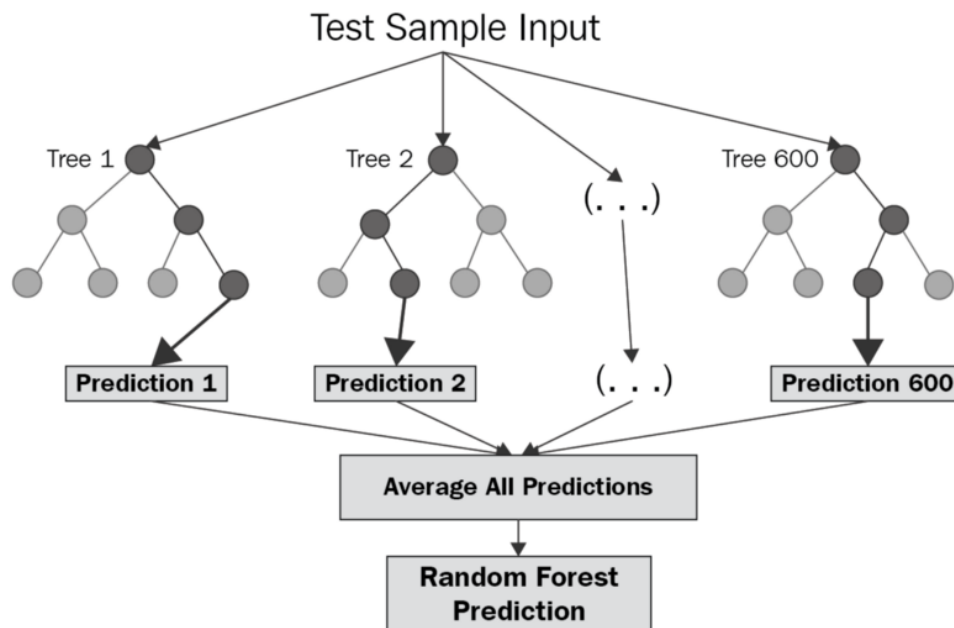 Test Sample Input
Tree 1
Tree 2
Tree 600
(. . .)
(. . .)
Prediction 1
Prediction 2
Prediction 600
Average All Predictions
Random Forest
Prediction